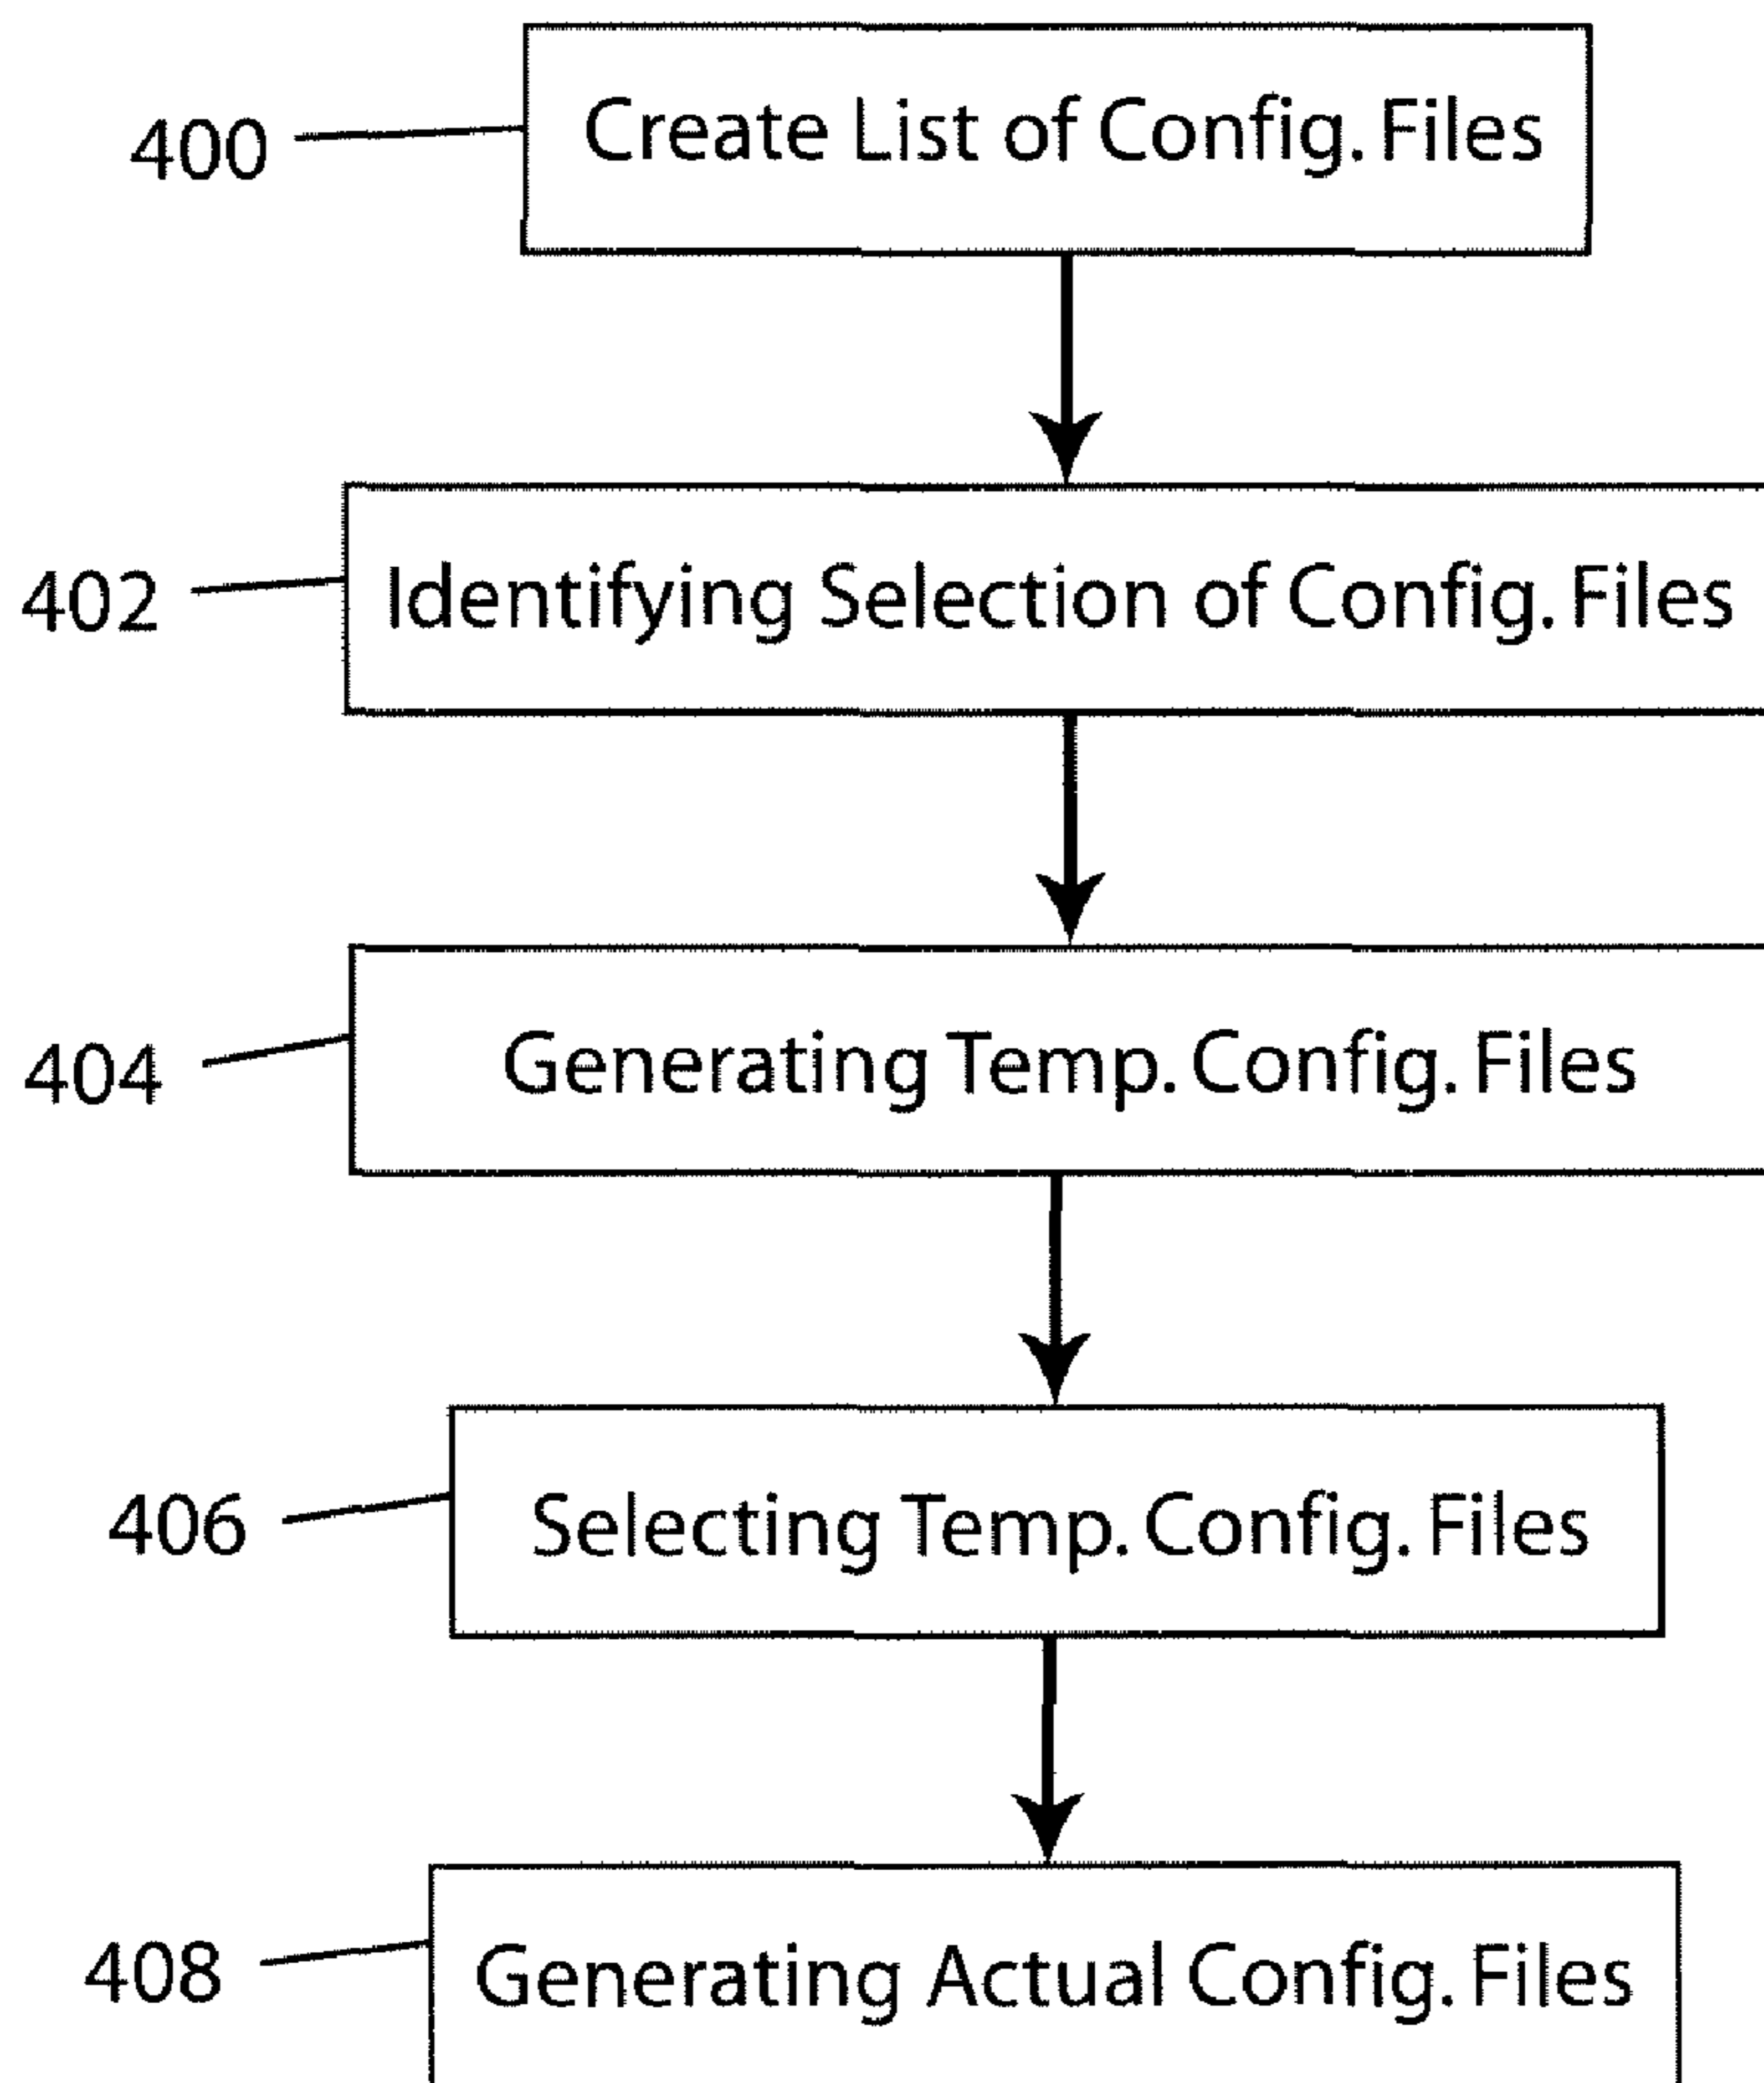 400 Create List of Config. Files
402 Identifying Selection of Config. Files
404 Generating Temp. Config. Files
406 Selecting Temp. Config. Files
408 Generating Actual Config. Files